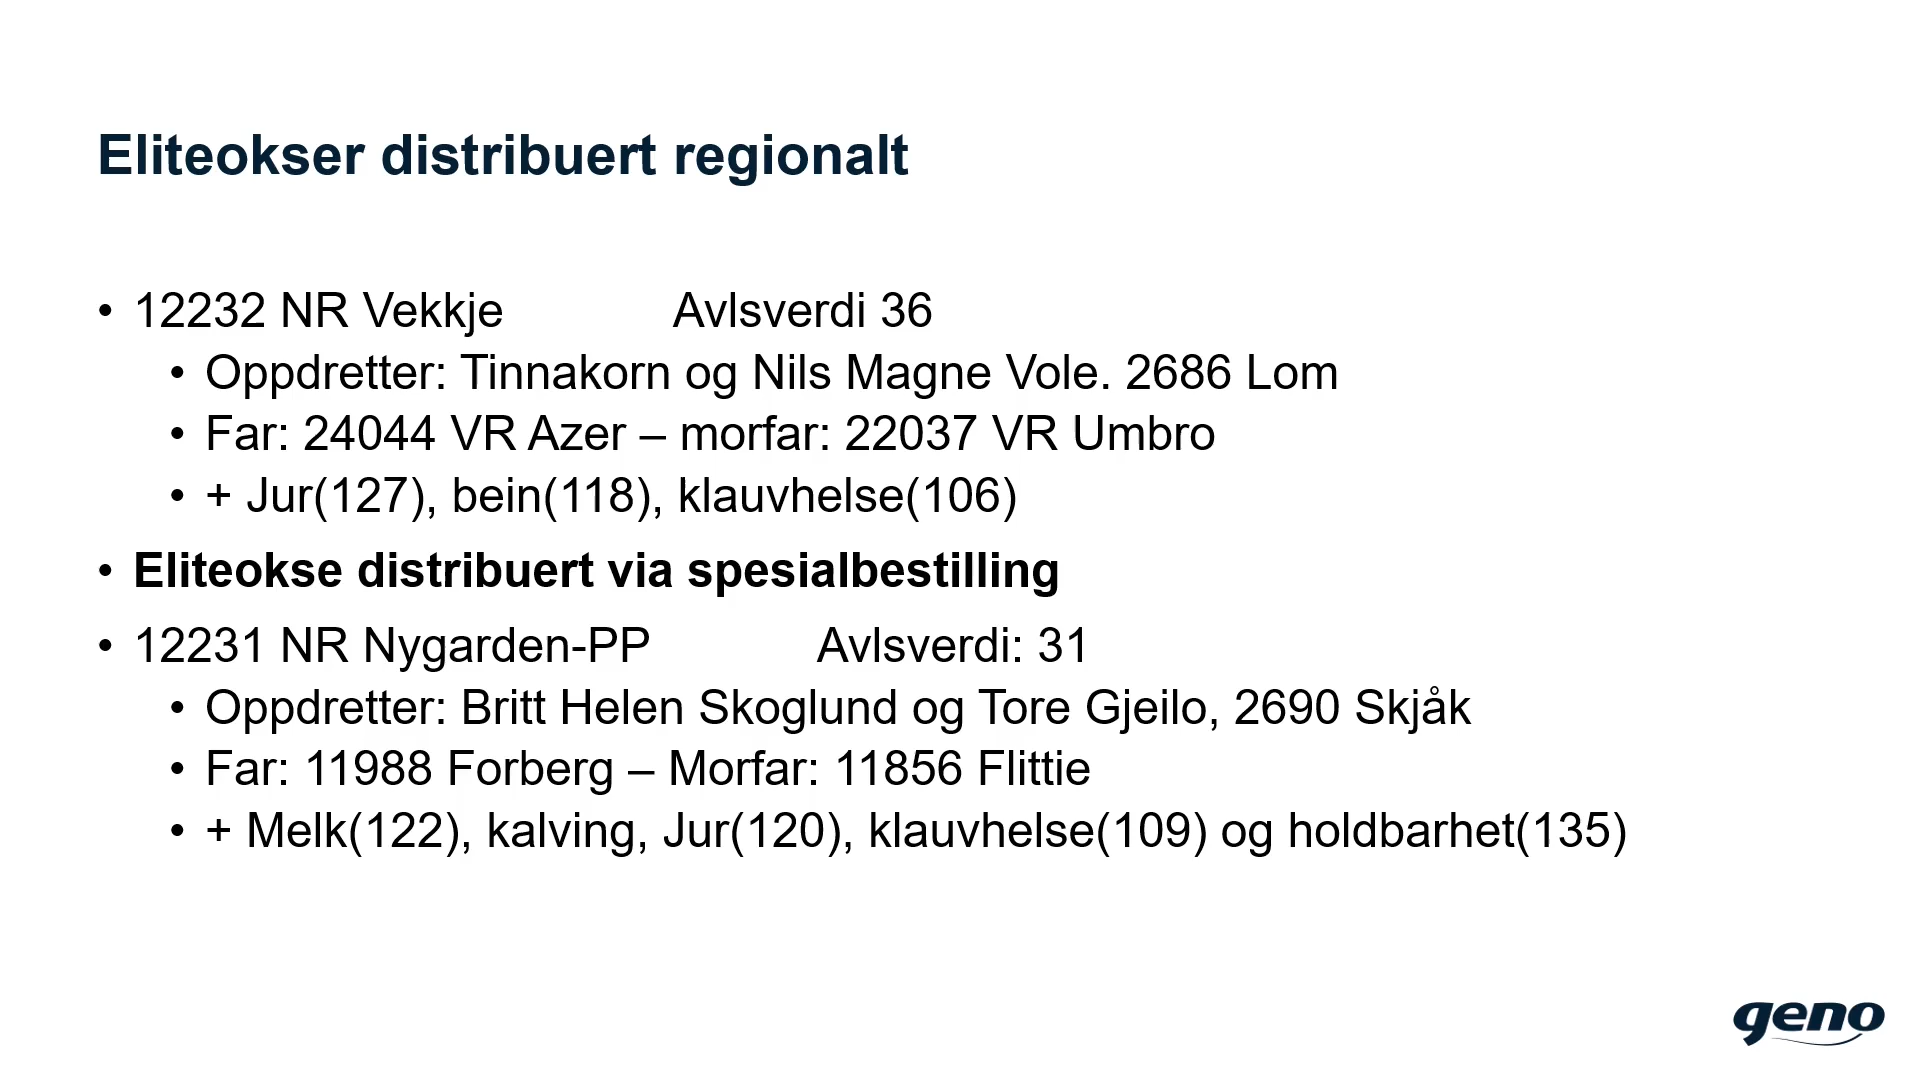 Eliteokser distribuert regionalt
• 12232 NR Vekkje Avlsverdi 36
• Oppdretter: Tinnakorn og Nils Magne Vole. 2686 Lom
• Far: 24044 VR Azer – morfar: 22037 VR Umbro
• + Jur(127), bein(118), klauvhelse(106)
• Eliteokse distribuert via spesialbestilling
• 12231 NR Nygarden-PP Avlsverdi: 31
• Oppdretter: Britt Helen Skoglund og Tore Gjeilo, 2690 Skjåk
• Far: 11988 Forberg – Morfar: 11856 Flittie
• + Melk(122), kalving, Jur(120), klauvhelse(109) og holdbarhet(135)
geno